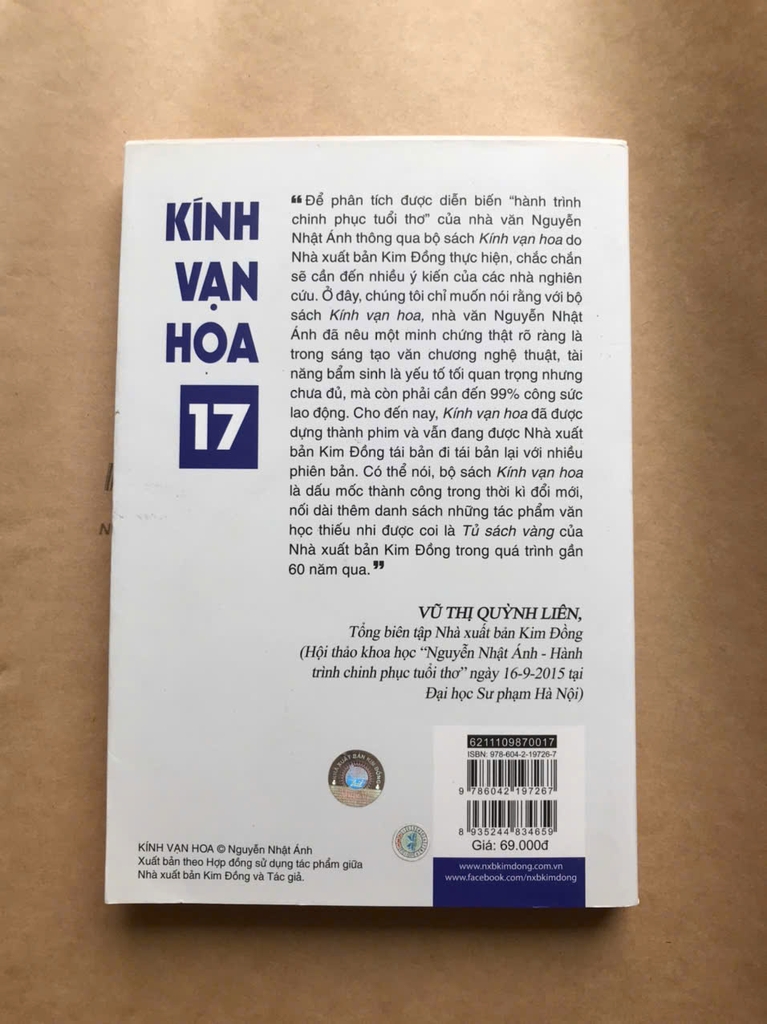 KÍNH
VẠN
HOA
17
❝Để phân tích được diễn biến “hành trình
chinh phục tuổi thơ” của nhà văn Nguyễn
Nhật Ánh thông qua bộ sách Kính vạn hoa do
Nhà xuất bản Kim Đồng thực hiện, chắc chắn
sẽ cần đến nhiều ý kiến của các nhà nghiên
cứu. Ở đây, chúng tôi chỉ muốn nói rằng với bộ
sách Kính vạn hoa, nhà văn Nguyễn Nhật
Ánh đã nêu một minh chứng thật rõ ràng là
trong sáng tạo văn chương nghệ thuật, tài
năng bẩm sinh là yếu tố tối quan trọng nhưng
chưa đủ, mà còn phải cần đến 99% công sức
lao động. Cho đến nay, Kính vạn hoa đã được
dựng thành phim và vẫn đang được Nhà xuất
bản Kim Đồng tái bản đi tái bản lại với nhiều
phiên bản. Có thể nói, bộ sách Kính vạn hoa
là dấu mốc thành công trong thời kì đổi mới,
nối dài thêm danh sách những tác phẩm văn
học thiếu nhi được coi là Tủ sách vàng của
Nhà xuất bản Kim Đồng trong quá trình gần
60 năm qua.❞
VŨ THỊ QUỲNH LIÊN,
Tổng biên tập Nhà xuất bản Kim Đồng
(Hội thảo khoa học “Nguyễn Nhật Ánh - Hành
trình chinh phục tuổi thơ” ngày 16-9-2015 tại
Đại học Sư phạm Hà Nội)
6211109870017
ISBN: 978-604-2-19726-7
9 786042 197267
8 935244 834659
Giá: 69.000đ
www.nxbkimdong.com.vn
www.facebook.com/nxbkimdong
NHÀ XUẤT BẢN KIM ĐỒNG
KÍNH VẠN HOA © Nguyễn Nhật Ánh
Xuất bản theo Hợp đồng sử dụng tác phẩm giữa
Nhà xuất bản Kim Đồng và Tác giả.